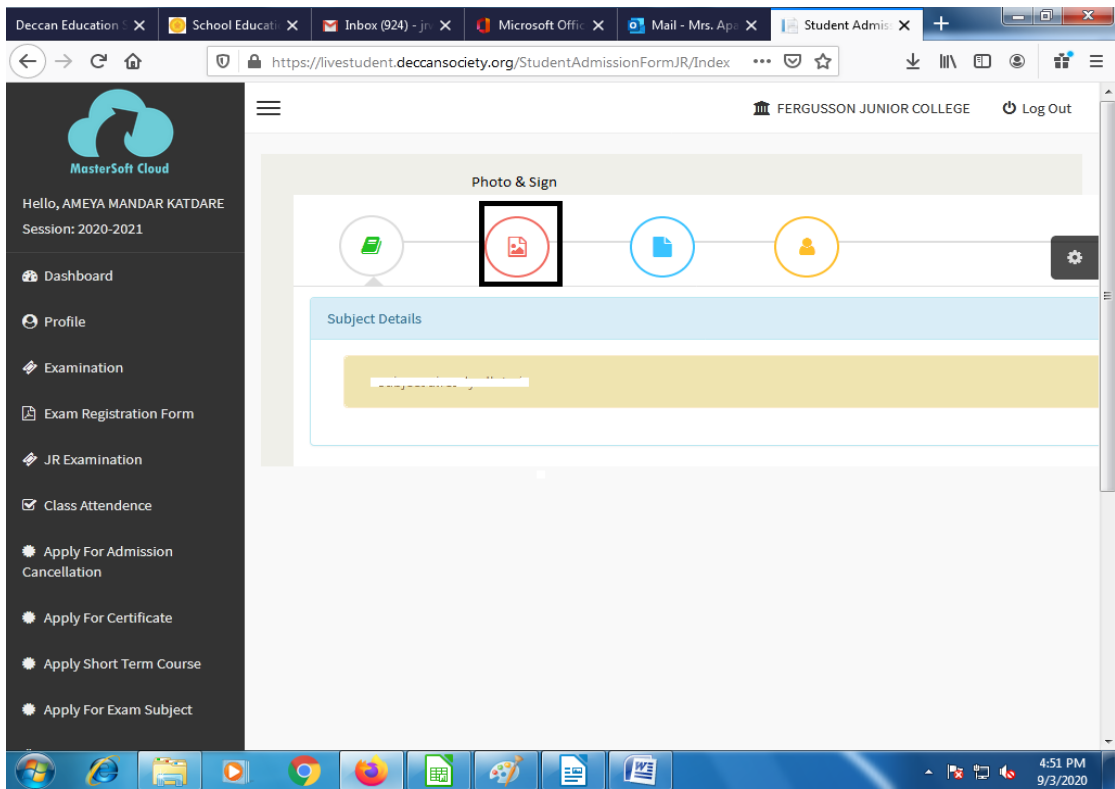 Deccan Education S
School Educati
Inbox (924) - jr
Microsoft Offic
Mail - Mrs. Apa
Student Admis
https://livestudent.deccansociety.org/StudentAdmissionFormJR/Index
FERGUSSON JUNIOR COLLEGE
Log Out
MasterSoft Cloud
Hello, AMEYA MANDAR KATDARE
Session: 2020-2021
Dashboard
Profile
Examination
Exam Registration Form
JR Examination
Class Attendence
Apply For Admission
Cancellation
Apply For Certificate
Apply Short Term Course
Apply For Exam Subject
Photo & Sign
Subject Details
4:51 PM
9/3/2020